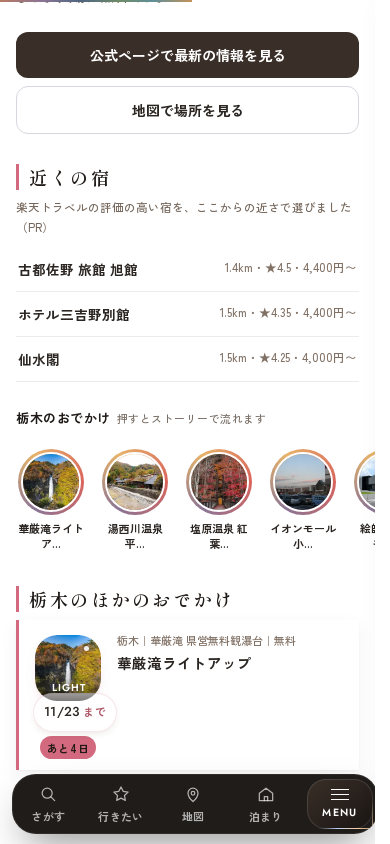 公式ページで最新の情報を見る
地図で場所を見る
近くの宿
楽天トラベルの評価の高い宿を、ここからの近さで選びました
（PR）
古都佐野 旅館 旭館 1.4km・★4.5・4,400円〜
ホテル三吉野別館 1.5km・★4.35・4,400円〜
仙水閣 1.5km・★4.25・4,000円〜
栃木のおでかけ 押すとストーリーで流れます
華厳滝ライト
ア...
湯西川温泉
平...
塩原温泉 紅
葉...
イオンモール
小...
栃木のほかのおでかけ
栃木｜華厳滝 県営無料観瀑台｜無料
華厳滝ライトアップ
LIGHT
11/23 まで
あと4日
さがす
行きたい
地図
泊まり
MENU